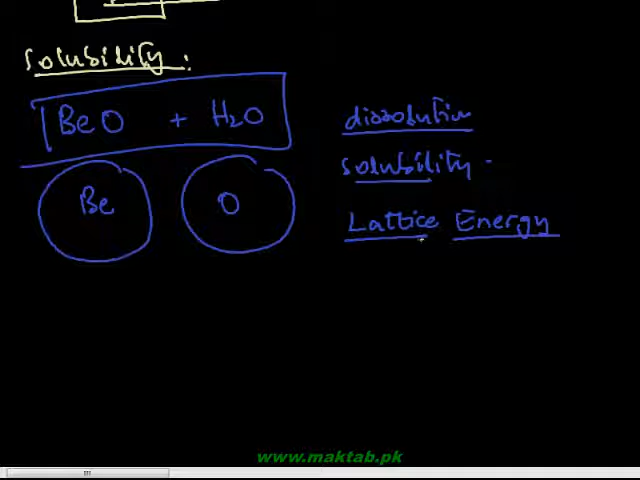 solubility:
BeO + H2O
dissolution
solubility.
Be O
Lattice Energy
www.maktab.pk